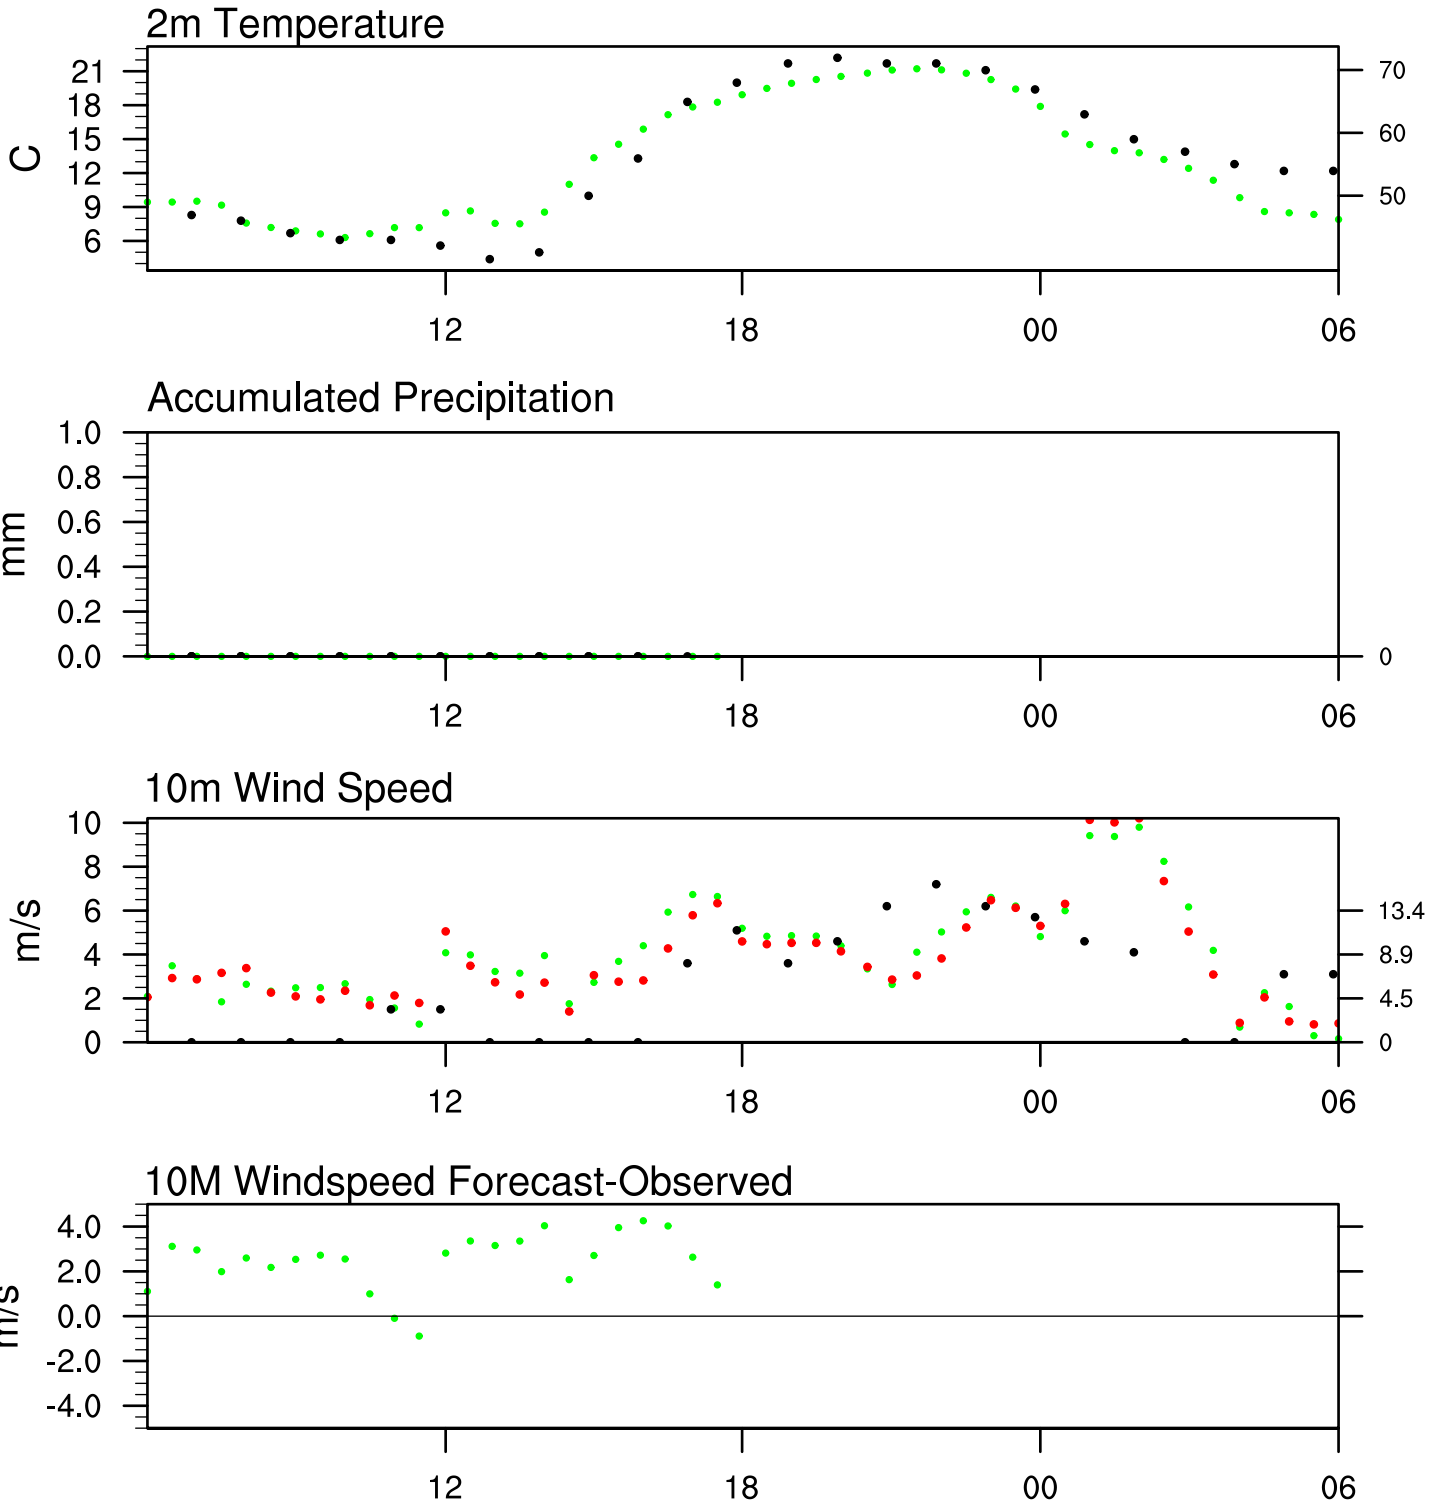 2m Temperature
21
18
15
12
9
6
C
70
60
50
12 18 00 06
Accumulated Precipitation
1.0
0.8
0.6
0.4
0.2
0.0
mm
0
12 18 00 06
10m Wind Speed
10
8
6
4
2
0
m/s
13.4
8.9
4.5
0
12 18 00 06
10M Windspeed Forecast-Observed
4.0
2.0
0.0
-2.0
-4.0
m/s
12 18 00 06